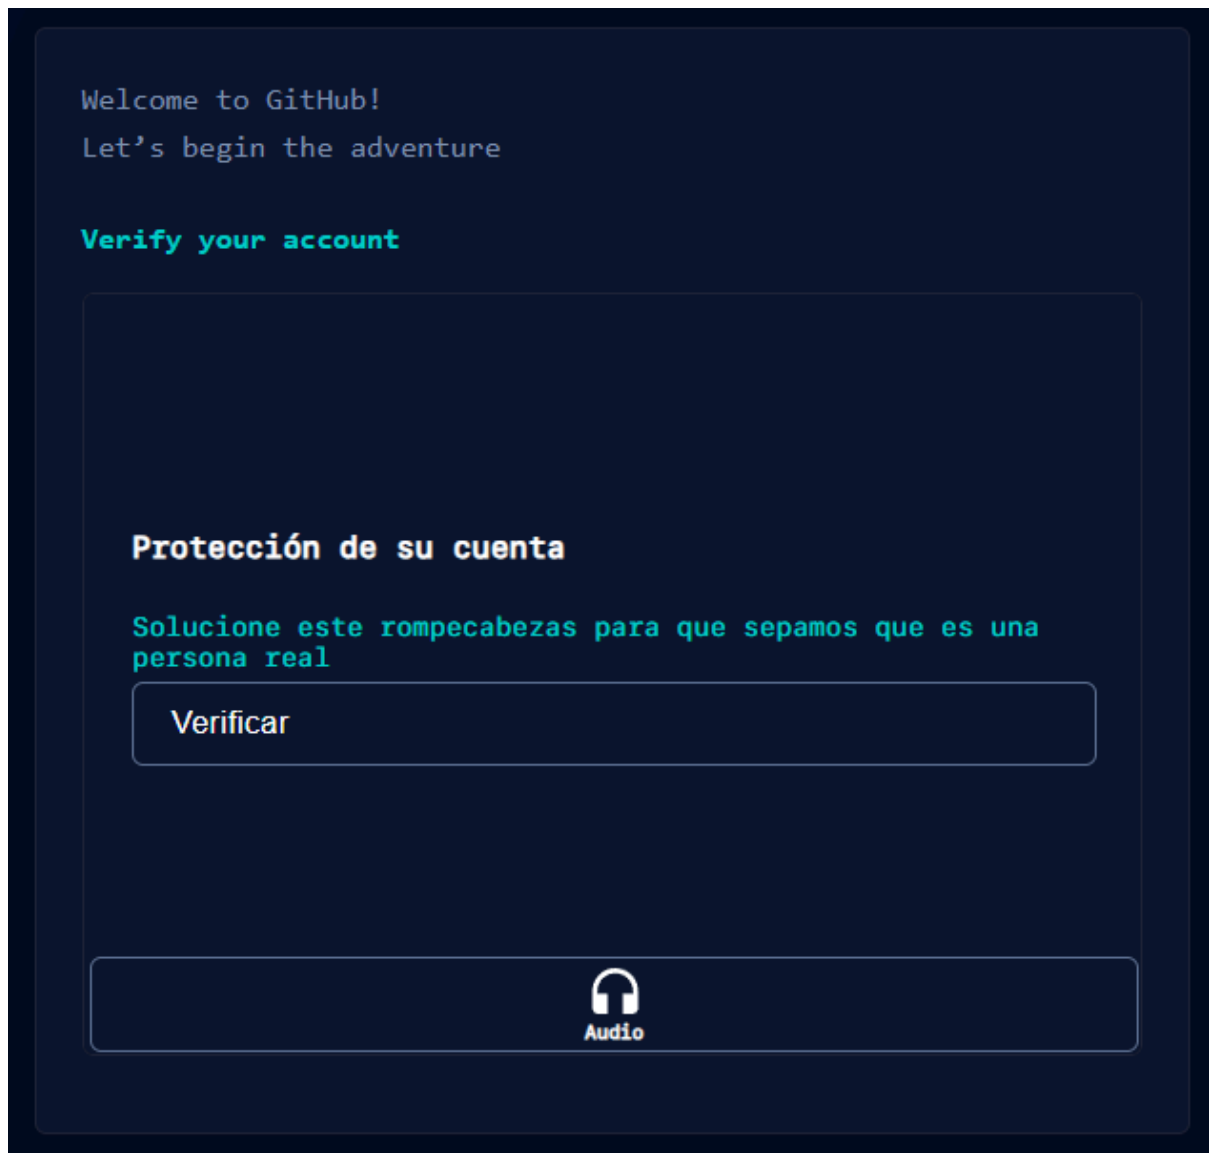 Welcome to GitHub!
Let’s begin the adventure
Verify your account
Protección de su cuenta
Solucione este rompecabezas para que sepamos que es una
persona real
Verificar
Audio